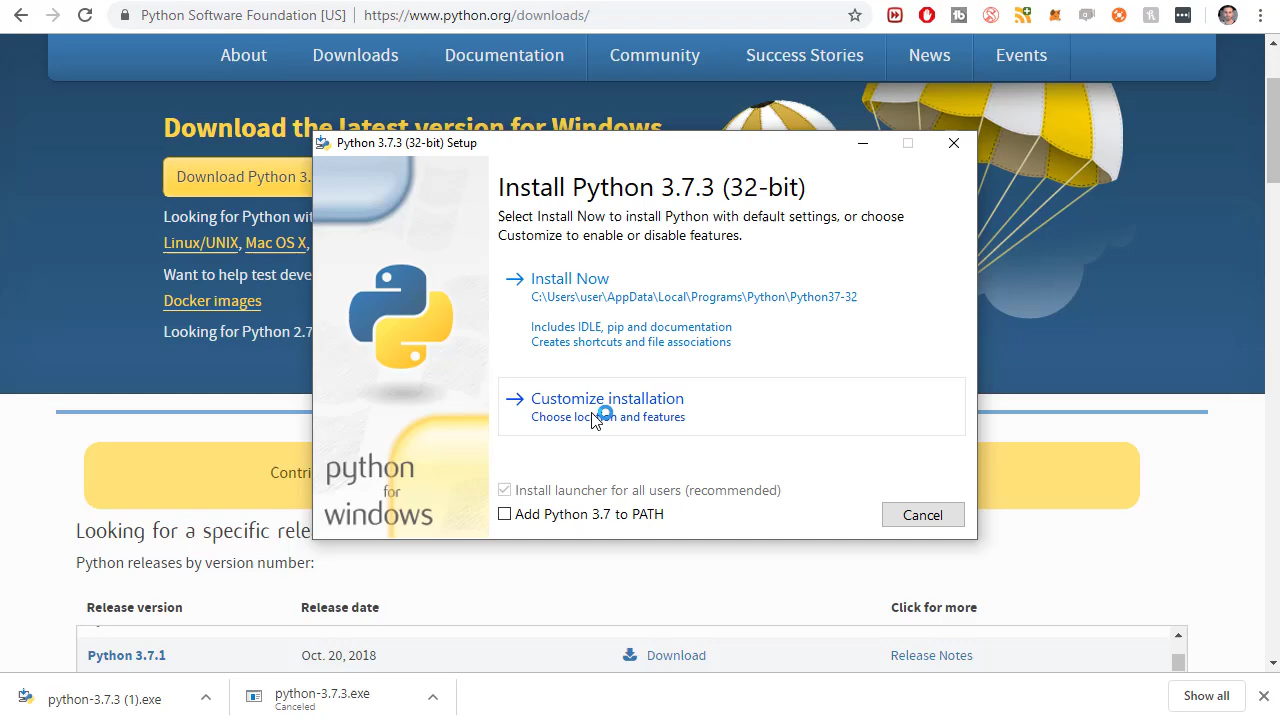 Python Software Foundation [US] | https://www.python.org/downloads/
About Downloads Documentation Community Success Stories News Events
Download the latest version for Windows
Download Python 3.
Looking for Python wit
Linux/UNIX, Mac OS X,
Want to help test deve
Docker images
Looking for Python 2.7
Python 3.7.3 (32-bit) Setup
Install Python 3.7.3 (32-bit)
Select Install Now to install Python with default settings, or choose
Customize to enable or disable features.
Install Now
C:\Users\user\AppData\Local\Programs\Python\Python37-32
Includes IDLE, pip and documentation
Creates shortcuts and file associations
Customize installation
Choose location and features
Install launcher for all users (recommended)
Add Python 3.7 to PATH
Cancel
python
for
windows
Contri
Looking for a specific rele
Python releases by version number:
Release version Release date Click for more
Python 3.7.1 Oct. 20, 2018 Download Release Notes
python-3.7.3 (1).exe
python-3.7.3.exe
Canceled
Show all